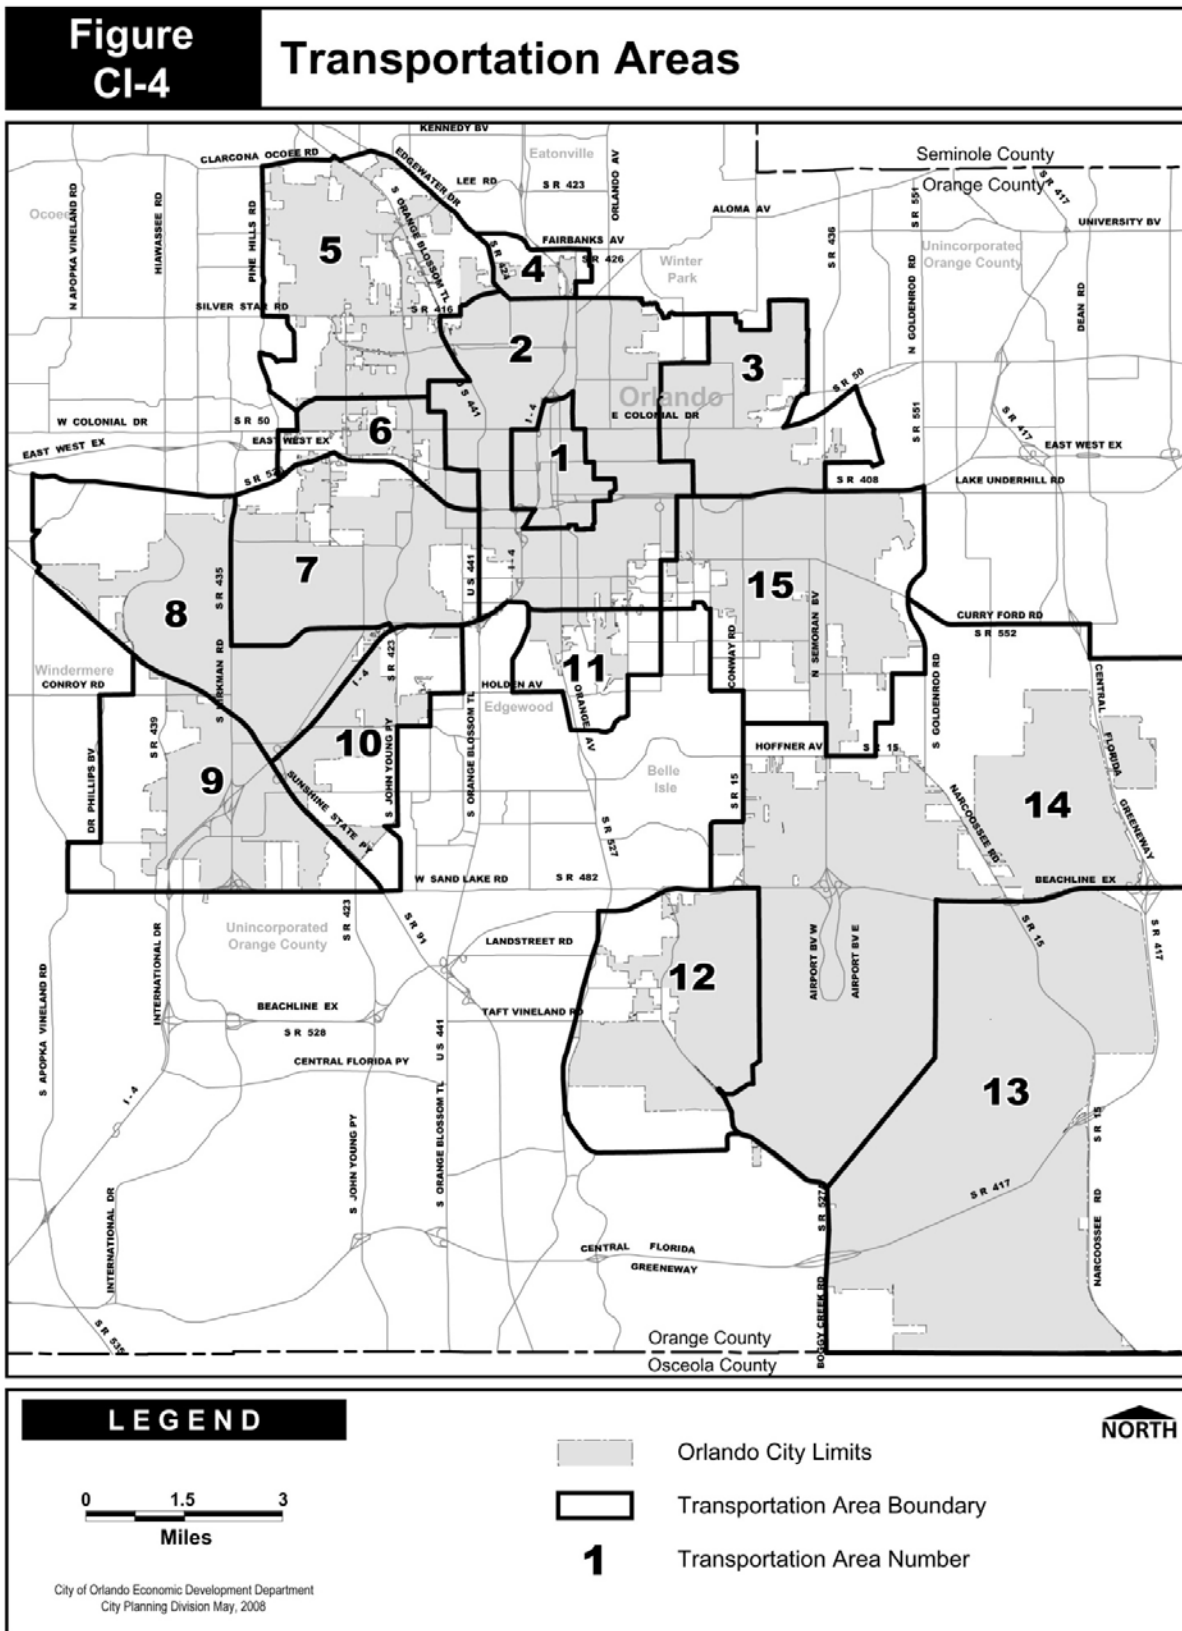 Figure
CI-4
Transportation Areas
KENNEDY BV
CLARCONA OCOEE RD
EDGEWATER DR
Eatonville
ORLANDO AV
Seminole County
Orange County
LEE RD
S R 423
S R 417
S R 551
Ocoee
N APOPKA VINELAND RD
HIAWASSEE RD
PINE HILLS RD
S ORANGE BLOSSOM TL
ALOMA AV
UNIVERSITY BV
5
FAIRBANKS AV
S R 426
4
Winter
Park
S R 436
Unincorporated
Orange County
N GOLDENROD RD
DEAN RD
SILVER STAR RD
S R 416
2
3
Orlando
S R 50
U S 441
I - 4
E COLONIAL DR
W COLONIAL DR
S R 50
6
S R 551
S R 417
EAST WEST EX
EAST WEST EX
EAST WEST EX
1
S R 408
LAKE UNDERHILL RD
7
S R 435
U S 441
I - 4
15
8
CONWAY RD
N SEMORAN BV
CURRY FORD RD
S R 552
Windermere
CONROY RD
S KIRKMAN RD
S R 423
I - 4
11
HOLDEN AV
Edgewood
ORANGE AV
S GOLDENROD RD
CENTRAL
FLORIDA
GREENEWAY
S R 439
10
HOFFNER AV
S R 15
9
DR PHILLIPS BV
SUNSHINE STATE PY
S JOHN YOUNG PY
S ORANGE BLOSSOM TL
Belle
Isle
S R 15
NARCOOSSEE RD
14
S R 527
W SAND LAKE RD
S R 482
BEACHLINE EX
Unincorporated
Orange County
S R 423
S R 91
INTERNATIONAL DR
LANDSTREET RD
12
AIRPORT BV W
AIRPORT BV E
S R 15
S R 417
S APOPKA VINELAND RD
BEACHLINE EX
S R 528
TAFT VINELAND RD
U S 441
CENTRAL FLORIDA PY
I - 4
13
S R 15
S JOHN YOUNG PY
S ORANGE BLOSSOM TL
INTERNATIONAL DR
S R 527
S R 417
NARCOOSSEE RD
CENTRAL FLORIDA
GREENEWAY
BOGGY CREEK RD
S R 535
Orange County
Osceola County
LEGEND
0 1.5 3
Miles
City of Orlando Economic Development Department
City Planning Division May, 2008
Orlando City Limits
Transportation Area Boundary
1 Transportation Area Number
NORTH